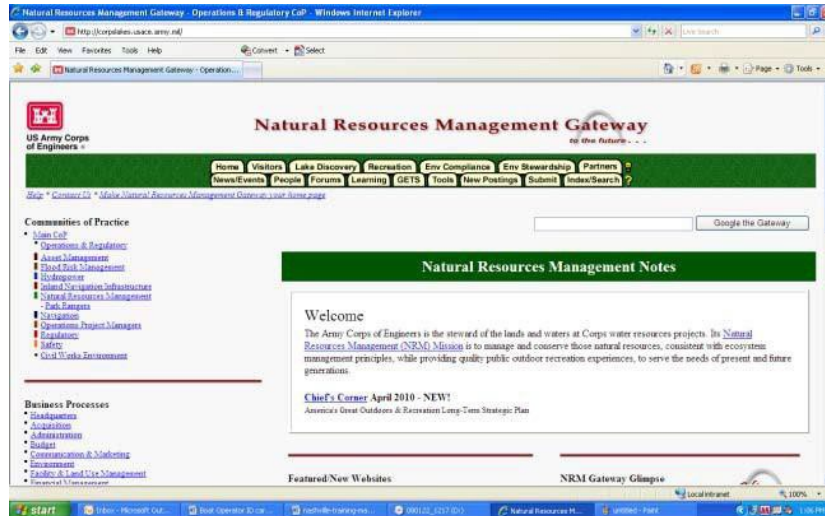 Natural Resources Management Gateway - Operations & Regulatory CoP - Windows Internet Explorer
http://corpslakes.usace.army.mil/
Live Search
File Edit View Favorites Tools Help Convert Select
Natural Resources Management Gateway - Operation... Page Tools
US Army Corps
of Engineers
Natural Resources Management Gateway
to the future . . .
Home Visitors Lake Discovery Recreation Env Compliance Env Stewardship Partners
News/Events People Forums Learning GETS Tools New Postings Submit Index/Search ?
Help * Contact Us * Make Natural Resources Management Gateway your home page
Google the Gateway
Communities of Practice
Main CoP
Operations & Regulatory
Asset Management
Flood Risk Management
Hydropower
Inland Navigation Infrastructure
Natural Resources Management
- Park Rangers
Navigation
Operations Project Managers
Regulatory
Safety
Civil Works Environment
Business Processes
Headquarters
Acquisition
Administration
Budget
Communication & Marketing
Environment
Facility & Land Use Management
Financial Management
Natural Resources Management Notes
Welcome
The Army Corps of Engineers is the steward of the lands and waters at Corps water resources projects. Its Natural
Resources Management (NRM) Mission is to manage and conserve those natural resources, consistent with ecosystem
management principles, while providing quality public outdoor recreation experiences, to serve the needs of present and future
generations.
Chief's Corner April 2010 - NEW!
America's Great Outdoors & Recreation Long-Term Strategic Plan
Featured/New Websites
NRM Gateway Glimpse
Local intranet 100%
start Inbox - Microsoft Out... Boat Operator ID car... nashville-training-mo... 080122_1217 (D:) Natural Resources M... untitled - Paint 1:06 PM